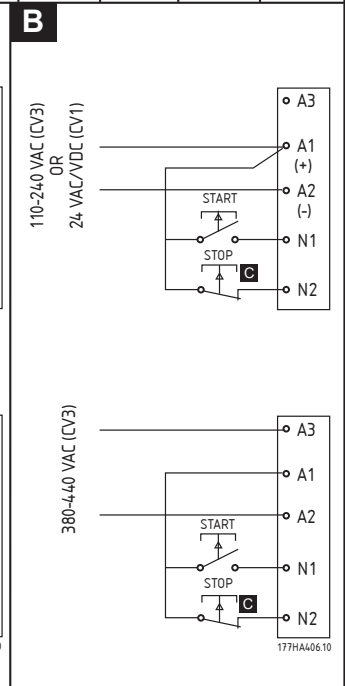 B
110-240 VAC (CV3)
OR
24 VAC/VDC (CV1)
A3
A1
(+)
A2
(-)
START
N1
STOP
C
N2
380-440 VAC (CV3)
A3
A1
A2
START
N1
STOP
C
N2
177HA406.10